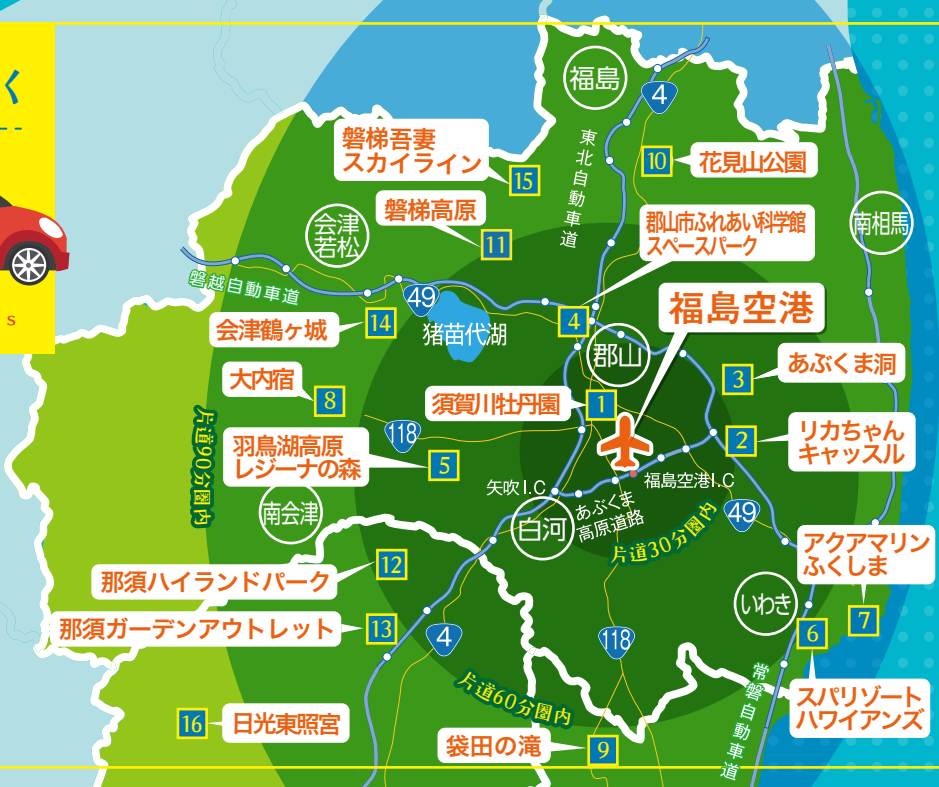 く
s
福島
4
磐梯吾妻
スカイライン
15
東北自動車道
10
花見山公園
磐梯高原
11
会津
若松
郡山市ふれあい科学館
スペースパーク
南相馬
磐越自動車道
49
猪苗代湖
4
福島空港
会津鶴ヶ城
14
郡山
3
あぶくま洞
大内宿
8
須賀川牡丹園
1
片道90分圏内
118
羽鳥湖高原
レジーナの森
5
2
リカちゃん
キャッスル
矢吹I.C
福島空港I.C
あぶくま
高原道路
南会津
白河
49
片道30分圏内
アクアマリン
ふくしま
那須ハイランドパーク
12
いわき
7
那須ガーデンアウトレット
13
4
118
6
片道60分圏内
常磐自動車道
スパリゾート
ハワイアンズ
16
日光東照宮
袋田の滝
9